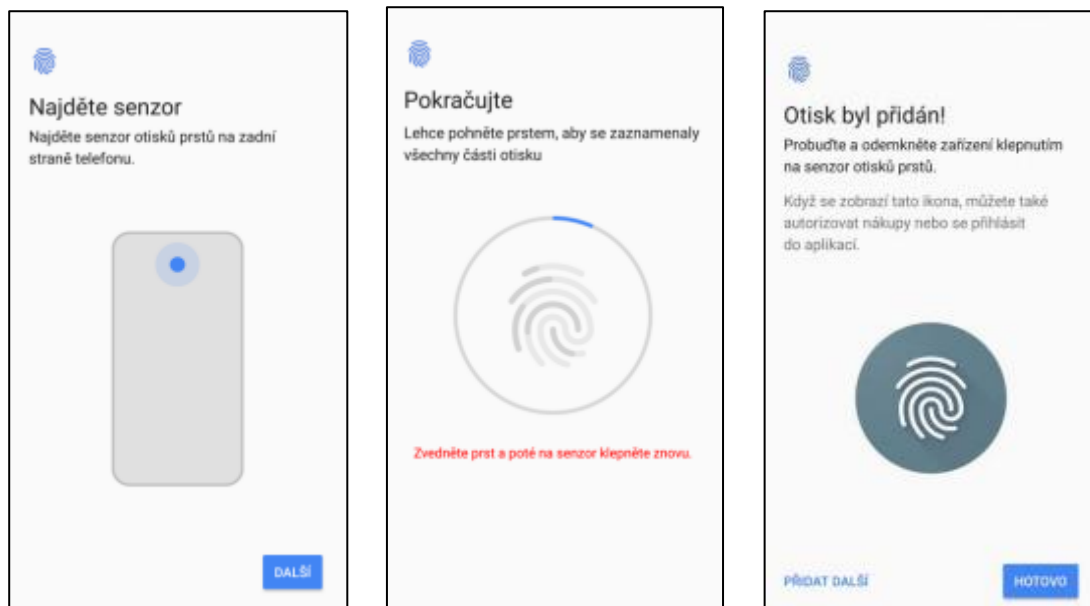 Najděte senzor
Najděte senzor otisků prstů na zadní
straně telefonu.
DALŠÍ
Pokračujte
Lehce pohněte prstem, aby se zaznamenaly
všechny části otisku
Zvedněte prst a poté na senzor klepněte znovu.
Otisk byl přidán!
Probuďte a odemkněte zařízení klepnutím
na senzor otisků prstů.
Když se zobrazí tato ikona, můžete také
autorizovat nákupy nebo se přihlásit
do aplikací.
PŘIDAT DALŠÍ
HOTOVO